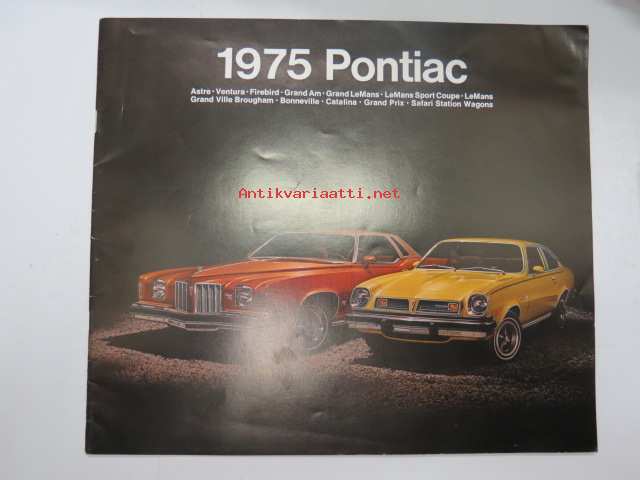 1975 Pontiac
Astre • Ventura • Firebird • Grand Am • Grand LeMans • LeMans Sport Coupe • LeMans
Grand Ville Brougham • Bonneville • Catalina • Grand Prix • Safari Station Wagons
Antikvariaatti.net